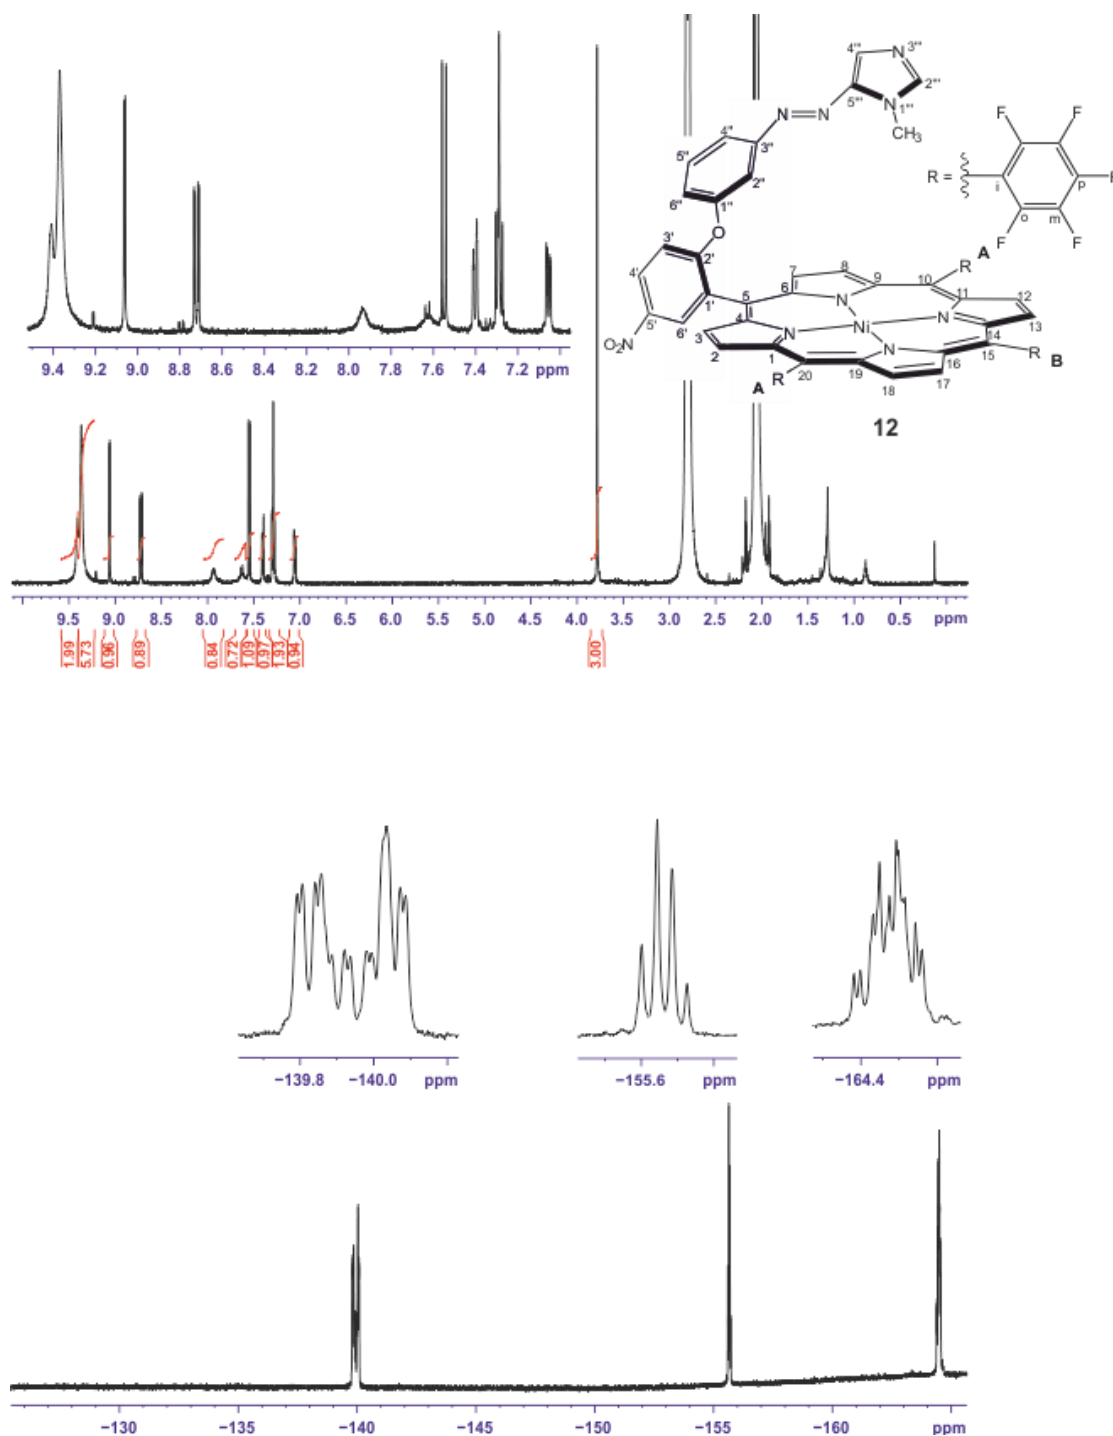 4''' N 3'''
2'''
5''' N 1'''
CH3
N N
4'' 3''
5'' 2''
6'' 1''
O
3' 2'
4' 1'
5' 6'
O2N
F F
R = i p F
o m
F F
A
R
7 8 9 10 11 12
6 5 4 3 2 1
N N Ni N N
13 14 15 16 17 18 19 20
R B
A R
12
9.4 9.2 9.0 8.8 8.6 8.4 8.2 8.0 7.8 7.6 7.4 7.2 ppm
9.5 9.0 8.5 8.0 7.5 7.0 6.5 6.0 5.5 5.0 4.5 4.0 3.5 3.0 2.5 2.0 1.5 1.0 0.5 ppm
1.99 5.73 0.96 0.89 0.84 0.72 1.09 0.97 1.93 0.94 3.00
−139.8 −140.0 ppm
−155.6 ppm
−164.4 ppm
−130 −135 −140 −145 −150 −155 −160 ppm